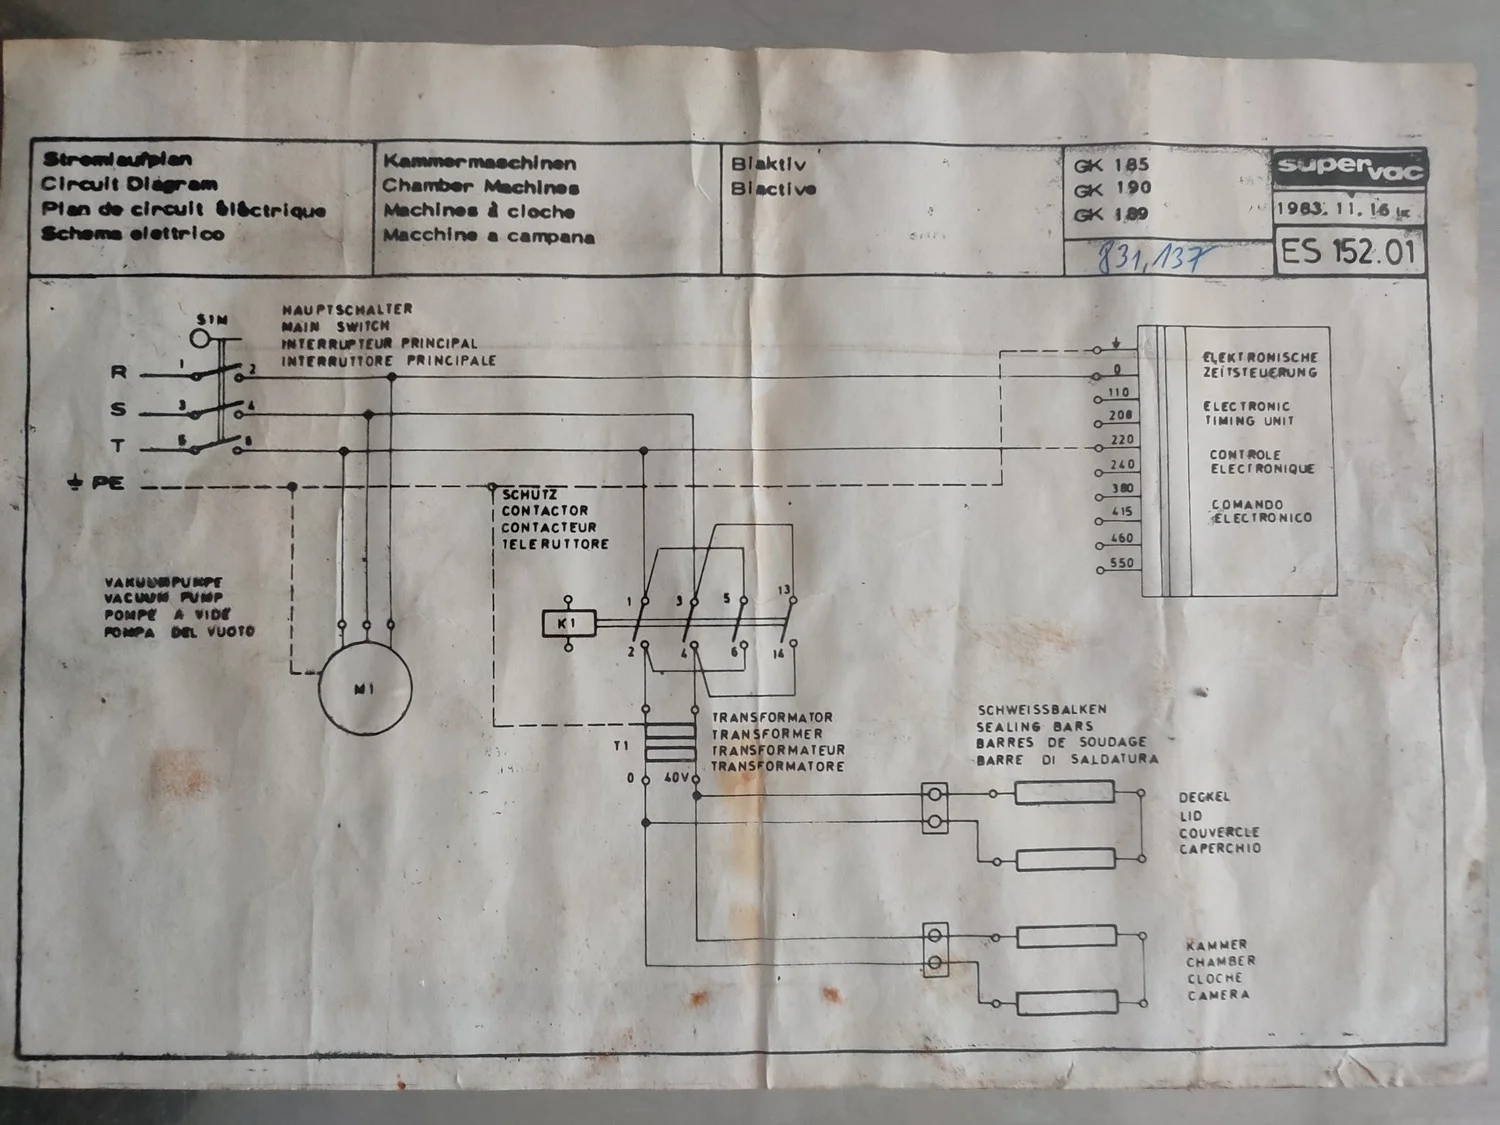 Stromlaufplan
Circuit Diagram
Plan de circuit élèctrique
Schema elettrico
Kammermaschinen
Chamber Machines
Machines à cloche
Macchine a campana
Biaktiv
Biactive
GK 185
GK 190
GK 189
831,137
supervac
1983. 11. 16
ES 152.01
S1M
HAUPTSCHALTER
MAIN SWITCH
INTERRUPTEUR PRINCIPAL
INTERRUTTORE PRINCIPALE
R 1 2
S 3 4
T 5 6
PE
0
110
208
220
240
380
415
460
550
ELEKTRONISCHE
ZEITSTEUERUNG
ELECTRONIC
TIMING UNIT
CONTROLE
ELECTRONIQUE
COMANDO
ELECTRONICO
SCHUTZ
CONTACTOR
CONTACTEUR
TELERUTTORE
VAKUUMPUMPE
VACUUM PUMP
POMPE A VIDE
POMPA DEL VUOTO
M1
K1
1 3 5 13
2 4 6 14
T1
TRANSFORMATOR
TRANSFORMER
TRANSFORMATEUR
TRANSFORMATORE
0 40V
SCHWEISSBALKEN
SEALING BARS
BARRES DE SOUDAGE
BARRE DI SALDATURA
DECKEL
LID
COUVERCLE
CAPERCHIO
KAMMER
CHAMBER
CLOCHE
CAMERA